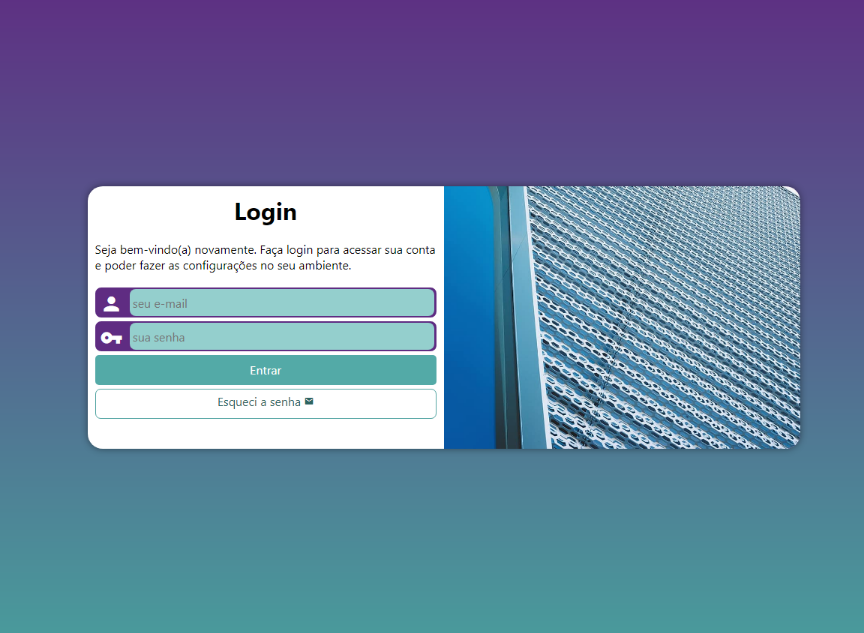 Login
Seja bem-vindo(a) novamente. Faça login para acessar sua conta
e poder fazer as configurações no seu ambiente.
seu e-mail
sua senha
Entrar
Esqueci a senha